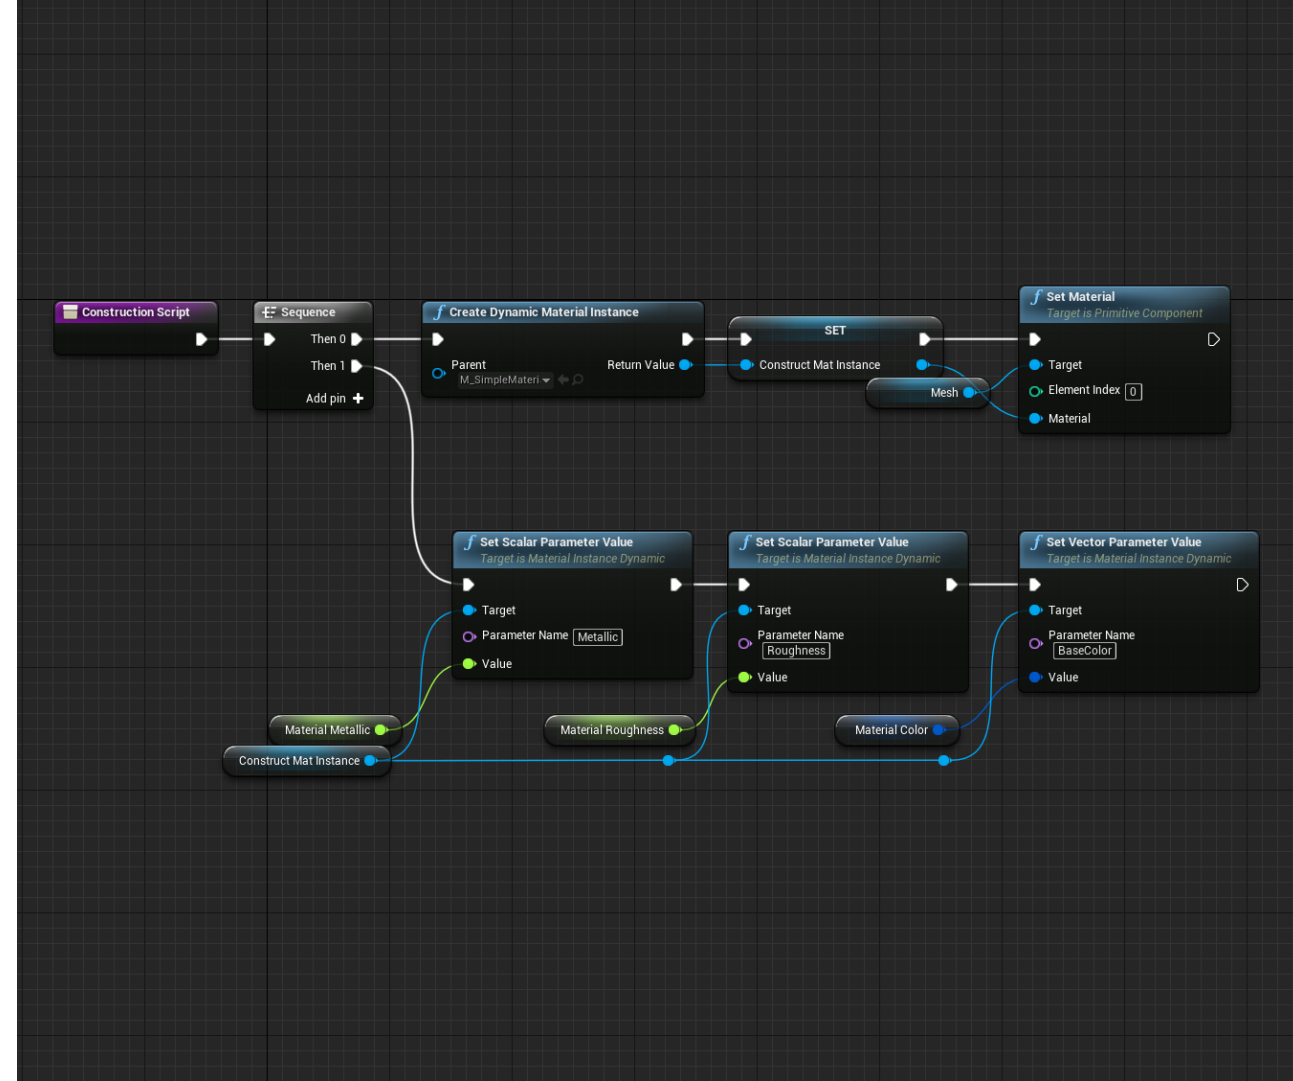 Construction Script
Sequence
Then 0
Then 1
Add pin
Create Dynamic Material Instance
Parent
M_SimpleMateri
Return Value
SET
Construct Mat Instance
Mesh
Set Material
Target is Primitive Component
Target
Element Index 0
Material
Set Scalar Parameter Value
Target is Material Instance Dynamic
Target
Parameter Name Metallic
Value
Set Scalar Parameter Value
Target is Material Instance Dynamic
Target
Parameter Name
Roughness
Value
Set Vector Parameter Value
Target is Material Instance Dynamic
Target
Parameter Name
BaseColor
Value
Material Metallic
Construct Mat Instance
Material Roughness
Material Color